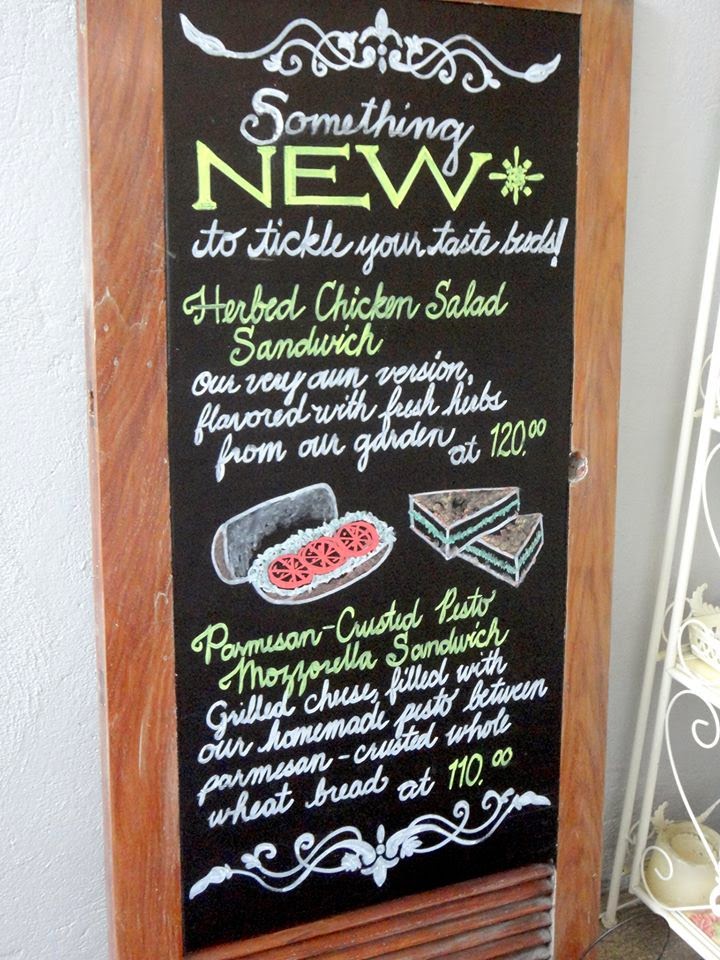 Something
NEW
to tickle your taste buds!
Herbed Chicken Salad
Sandwich
our very own version,
flavored with fresh herbs
from our garden at 120.00
Parmesan-Crusted Pesto
Mozzorella Sandwich
Grilled cheese, filled with
our homemade pesto between
parmesan-crusted whole
wheat bread at 110.00